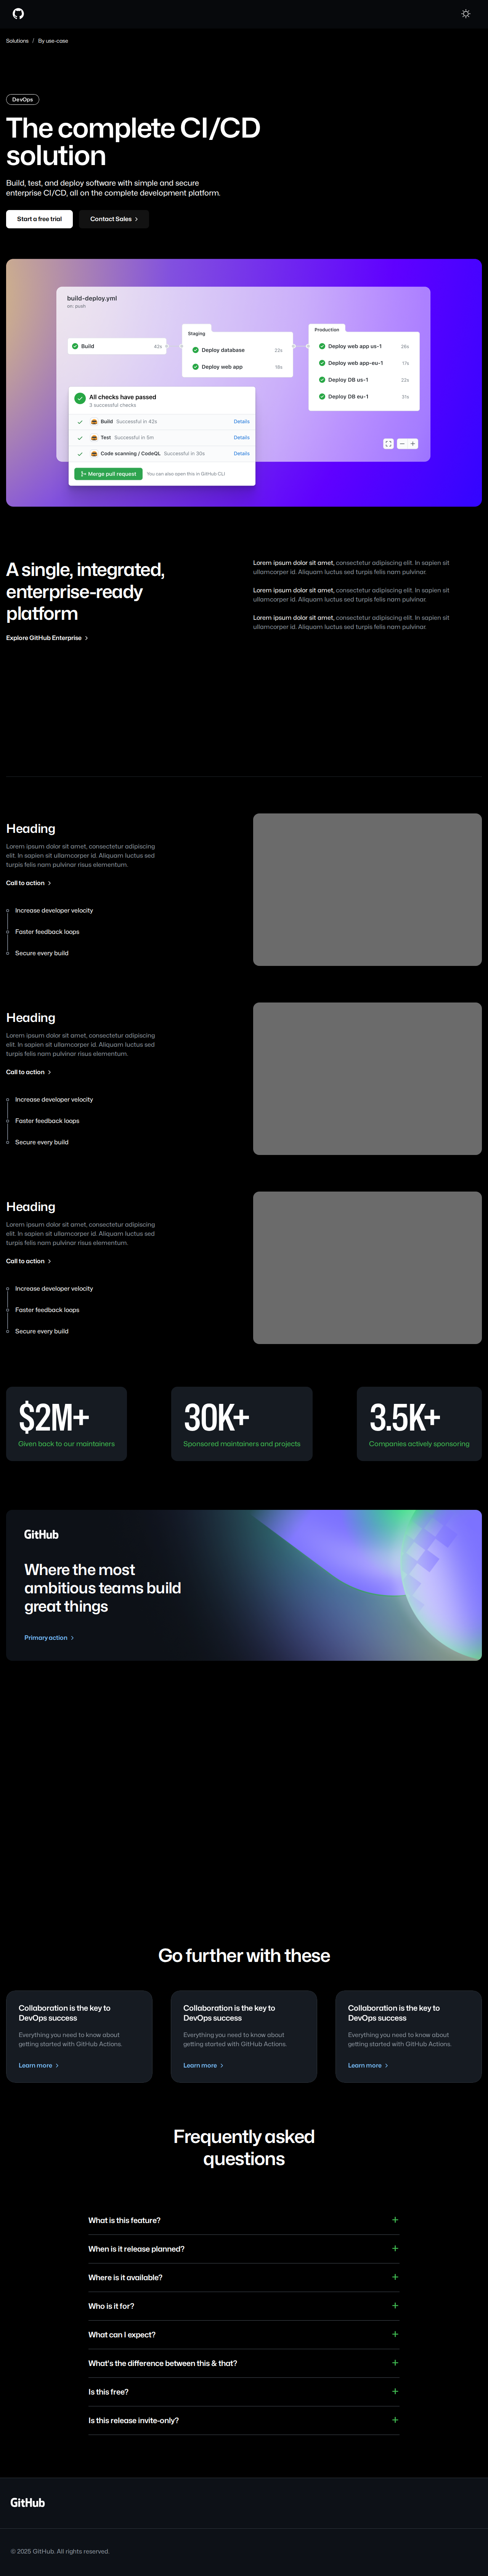 Solutions / By use-case
DevOps
The complete CI/CD
solution
Build, test, and deploy software with simple and secure
enterprise CI/CD, all on the complete development platform.
Start a free trial
Contact Sales
build-deploy.yml
on: push
Build 42s
Staging
Deploy database 22s
Deploy web app 16s
Production
Deploy web app us-1 26s
Deploy web app-eu-1 17s
Deploy DB us-1 22s
Deploy DB eu-1 31s
All checks have passed
3 successful checks
Build Successful in 42s Details
Test Successful in 5m Details
Code scanning / CodeQL Successful in 30s Details
Merge pull request
You can also open this in GitHub CLI
A single, integrated,
enterprise-ready
platform
Explore GitHub Enterprise
Lorem ipsum dolor sit amet, consectetur adipiscing elit. In sapien sit
ullamcorper id. Aliquam luctus sed turpis felis nam pulvinar.
Lorem ipsum dolor sit amet, consectetur adipiscing elit. In sapien sit
ullamcorper id. Aliquam luctus sed turpis felis nam pulvinar.
Lorem ipsum dolor sit amet, consectetur adipiscing elit. In sapien sit
ullamcorper id. Aliquam luctus sed turpis felis nam pulvinar.
Heading
Lorem ipsum dolor sit amet, consectetur adipiscing
elit. In sapien sit ullamcorper id. Aliquam luctus sed
turpis felis nam pulvinar risus elementum.
Call to action
Increase developer velocity
Faster feedback loops
Secure every build
Heading
Lorem ipsum dolor sit amet, consectetur adipiscing
elit. In sapien sit ullamcorper id. Aliquam luctus sed
turpis felis nam pulvinar risus elementum.
Call to action
Increase developer velocity
Faster feedback loops
Secure every build
Heading
Lorem ipsum dolor sit amet, consectetur adipiscing
elit. In sapien sit ullamcorper id. Aliquam luctus sed
turpis felis nam pulvinar risus elementum.
Call to action
Increase developer velocity
Faster feedback loops
Secure every build
$2M+
Given back to our maintainers
30K+
Sponsored maintainers and projects
3.5K+
Companies actively sponsoring
GitHub
Where the most
ambitious teams build
great things
Primary action
Go further with these
Collaboration is the key to
DevOps success
Everything you need to know about
getting started with GitHub Actions.
Learn more
Collaboration is the key to
DevOps success
Everything you need to know about
getting started with GitHub Actions.
Learn more
Collaboration is the key to
DevOps success
Everything you need to know about
getting started with GitHub Actions.
Learn more
Frequently asked
questions
What is this feature?
When is it release planned?
Where is it available?
Who is it for?
What can I expect?
What's the difference between this & that?
Is this free?
Is this release invite-only?
GitHub
© 2025 GitHub. All rights reserved.